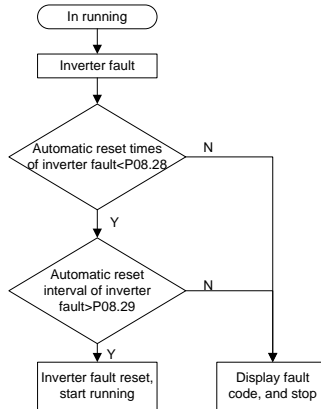 In running
Inverter fault
Automatic reset times
of inverter fault<P08.28
N
Y
Automatic reset
interval of inverter
fault>P08.29
N
Y
Inverter fault reset,
start running
Display fault
code, and stop